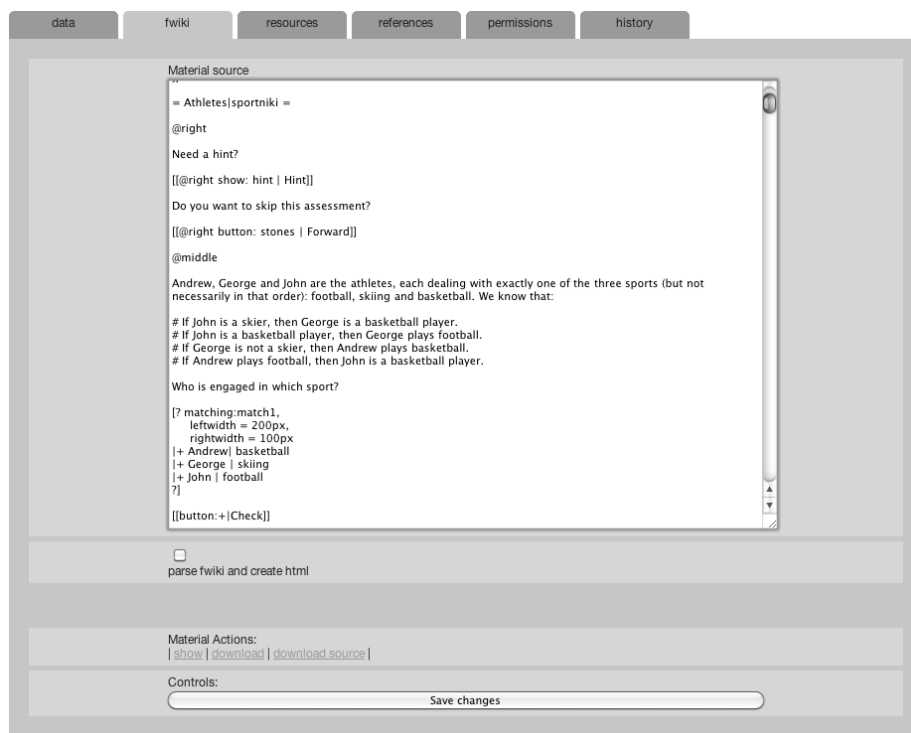 data fwiki resources references permissions history
Material source
= Athletes|sportniki =
@right
Need a hint?
[[@right show: hint | Hint]]
Do you want to skip this assessment?
[[@right button: stones | Forward]]
@middle
Andrew, George and John are the athletes, each dealing with exactly one of the three sports (but not
necessarily in that order): football, skiing and basketball. We know that:
# If John is a skier, then George is a basketball player.
# If John is a basketball player, then George plays football.
# If George is not a skier, then Andrew plays basketball.
# If Andrew plays football, then John is a basketball player.
Who is engaged in which sport?
[? matching:match1,
leftwidth = 200px,
rightwidth = 100px
|+ Andrew| basketball
|+ George | skiing
|+ John | football
?]
[[button:+|Check]]
parse fwiki and create html
Material Actions:
| show | download | download source |
Controls:
Save changes